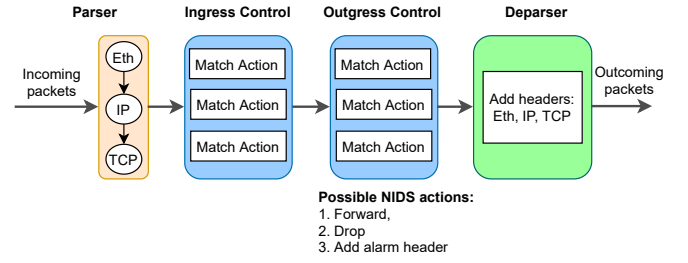 Parser
Ingress Control
Outgress Control
Deparser
Incoming
packets
Eth
IP
TCP
Match Action
Match Action
Match Action
Match Action
Match Action
Match Action
Add headers:
Eth, IP, TCP
Outcoming
packets
Possible NIDS actions:
1. Forward,
2. Drop
3. Add alarm header